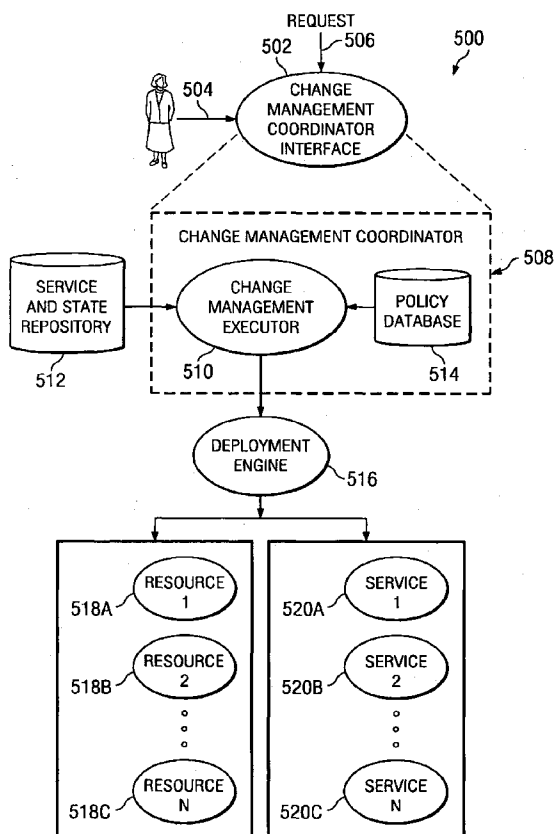 REQUEST
502
506
500
504
CHANGE
MANAGEMENT
COORDINATOR
INTERFACE
CHANGE MANAGEMENT COORDINATOR
508
SERVICE
AND STATE
REPOSITORY
512
CHANGE
MANAGEMENT
EXECUTOR
510
POLICY
DATABASE
514
DEPLOYMENT
ENGINE
516
518A
RESOURCE
1
518B
RESOURCE
2
518C
RESOURCE
N
520A
SERVICE
1
520B
SERVICE
2
520C
SERVICE
N